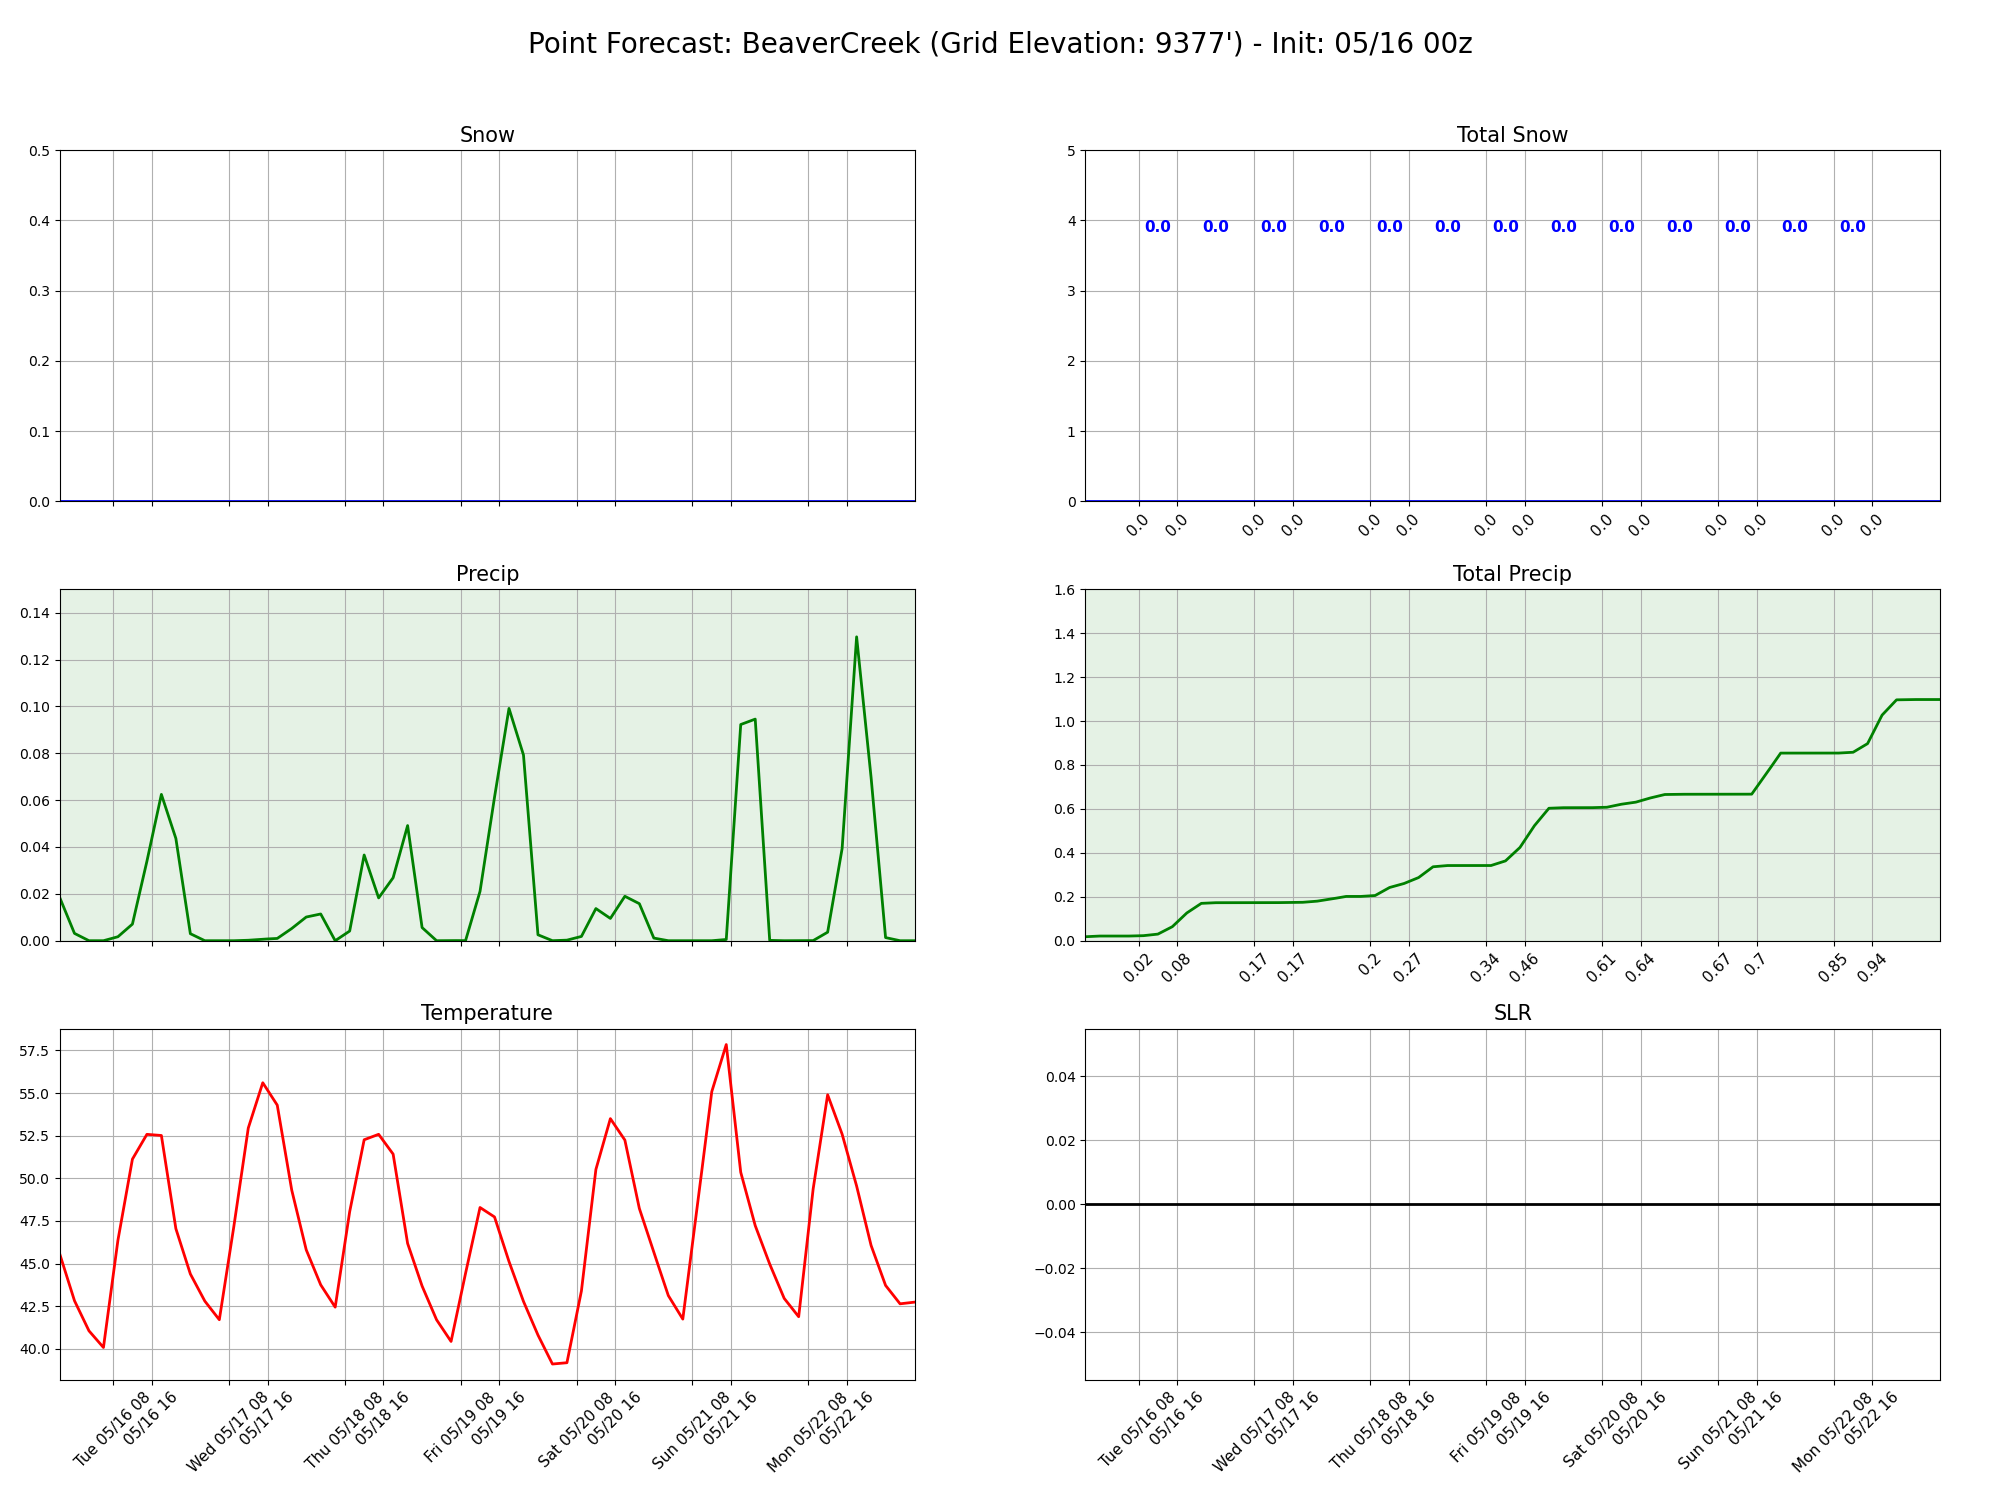 Point Forecast: BeaverCreek (Grid Elevation: 9377') - Init: 05/16 00z
Snow
0.5
0.4
0.3
0.2
0.1
0.0
Total Snow
5
4
3
2
1
0
0.0 0.0 0.0 0.0 0.0 0.0 0.0 0.0 0.0 0.0 0.0 0.0 0.0
0.0 0.0 0.0 0.0 0.0 0.0 0.0 0.0 0.0 0.0 0.0 0.0 0.0 0.0
Precip
0.14
0.12
0.10
0.08
0.06
0.04
0.02
0.00
Total Precip
1.6
1.4
1.2
1.0
0.8
0.6
0.4
0.2
0.0
0.02 0.08 0.17 0.17 0.2 0.27 0.34 0.46 0.61 0.64 0.67 0.7 0.85 0.94
Temperature
57.5
55.0
52.5
50.0
47.5
45.0
42.5
40.0
Tue 05/16 08
05/16 16
Wed 05/17 08
05/17 16
Thu 05/18 08
05/18 16
Fri 05/19 08
05/19 16
Sat 05/20 08
05/20 16
Sun 05/21 08
05/21 16
Mon 05/22 08
05/22 16
SLR
0.04
0.02
0.00
−0.02
−0.04
Tue 05/16 08
05/16 16
Wed 05/17 08
05/17 16
Thu 05/18 08
05/18 16
Fri 05/19 08
05/19 16
Sat 05/20 08
05/20 16
Sun 05/21 08
05/21 16
Mon 05/22 08
05/22 16